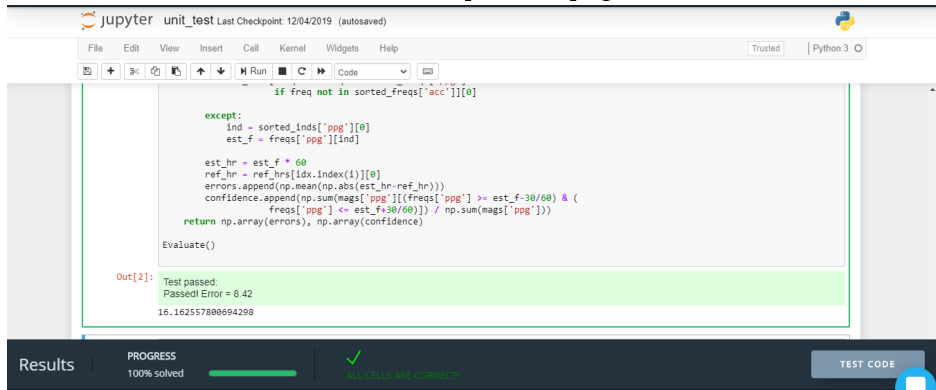 jupyter unit_test Last Checkpoint: 12/04/2019 (autosaved)
File Edit View Insert Cell Kernel Widgets Help Trusted Python 3
Run Code
if freq not in sorted_freqs['acc']][0]
except:
ind = sorted_inds['ppg'][0]
est_f = freqs['ppg'][ind]
est_hr = est_f * 60
ref_hr = ref_hrs[idx.index(i)][0]
errors.append(np.mean(np.abs(est_hr-ref_hr)))
confidence.append(np.sum(mags['ppg'][(freqs['ppg'] >= est_f-30/60) & (
freqs['ppg'] <= est_f+30/60)]) / np.sum(mags['ppg']))
return np.array(errors), np.array(confidence)
Evaluate()
Out[2]:
Test passed:
Passed! Error = 8.42
16.162557800694298
Results
PROGRESS
100% solved
ALL CELLS ARE CORRECT!
TEST CODE